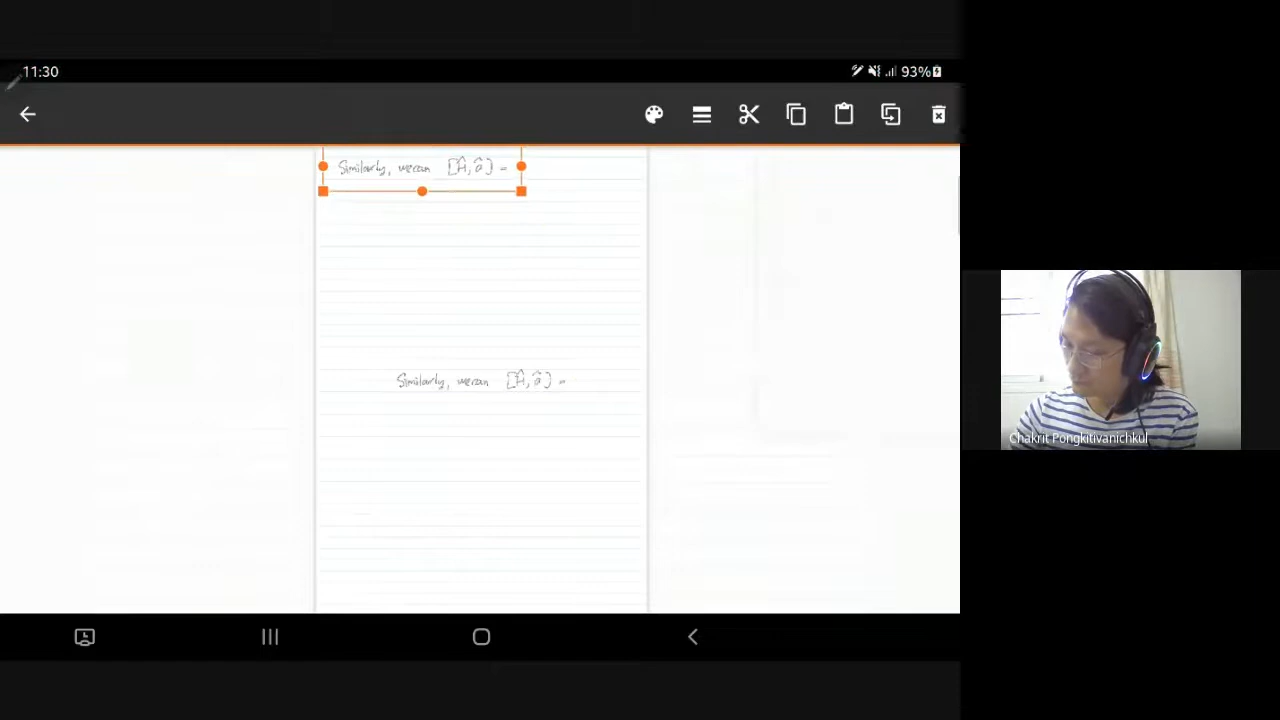 11:30
93%
Similarly, we can [Ĥ, â] =
Similarly, we can [Ĥ, â] =
Chakrit Pongkitivanichkul